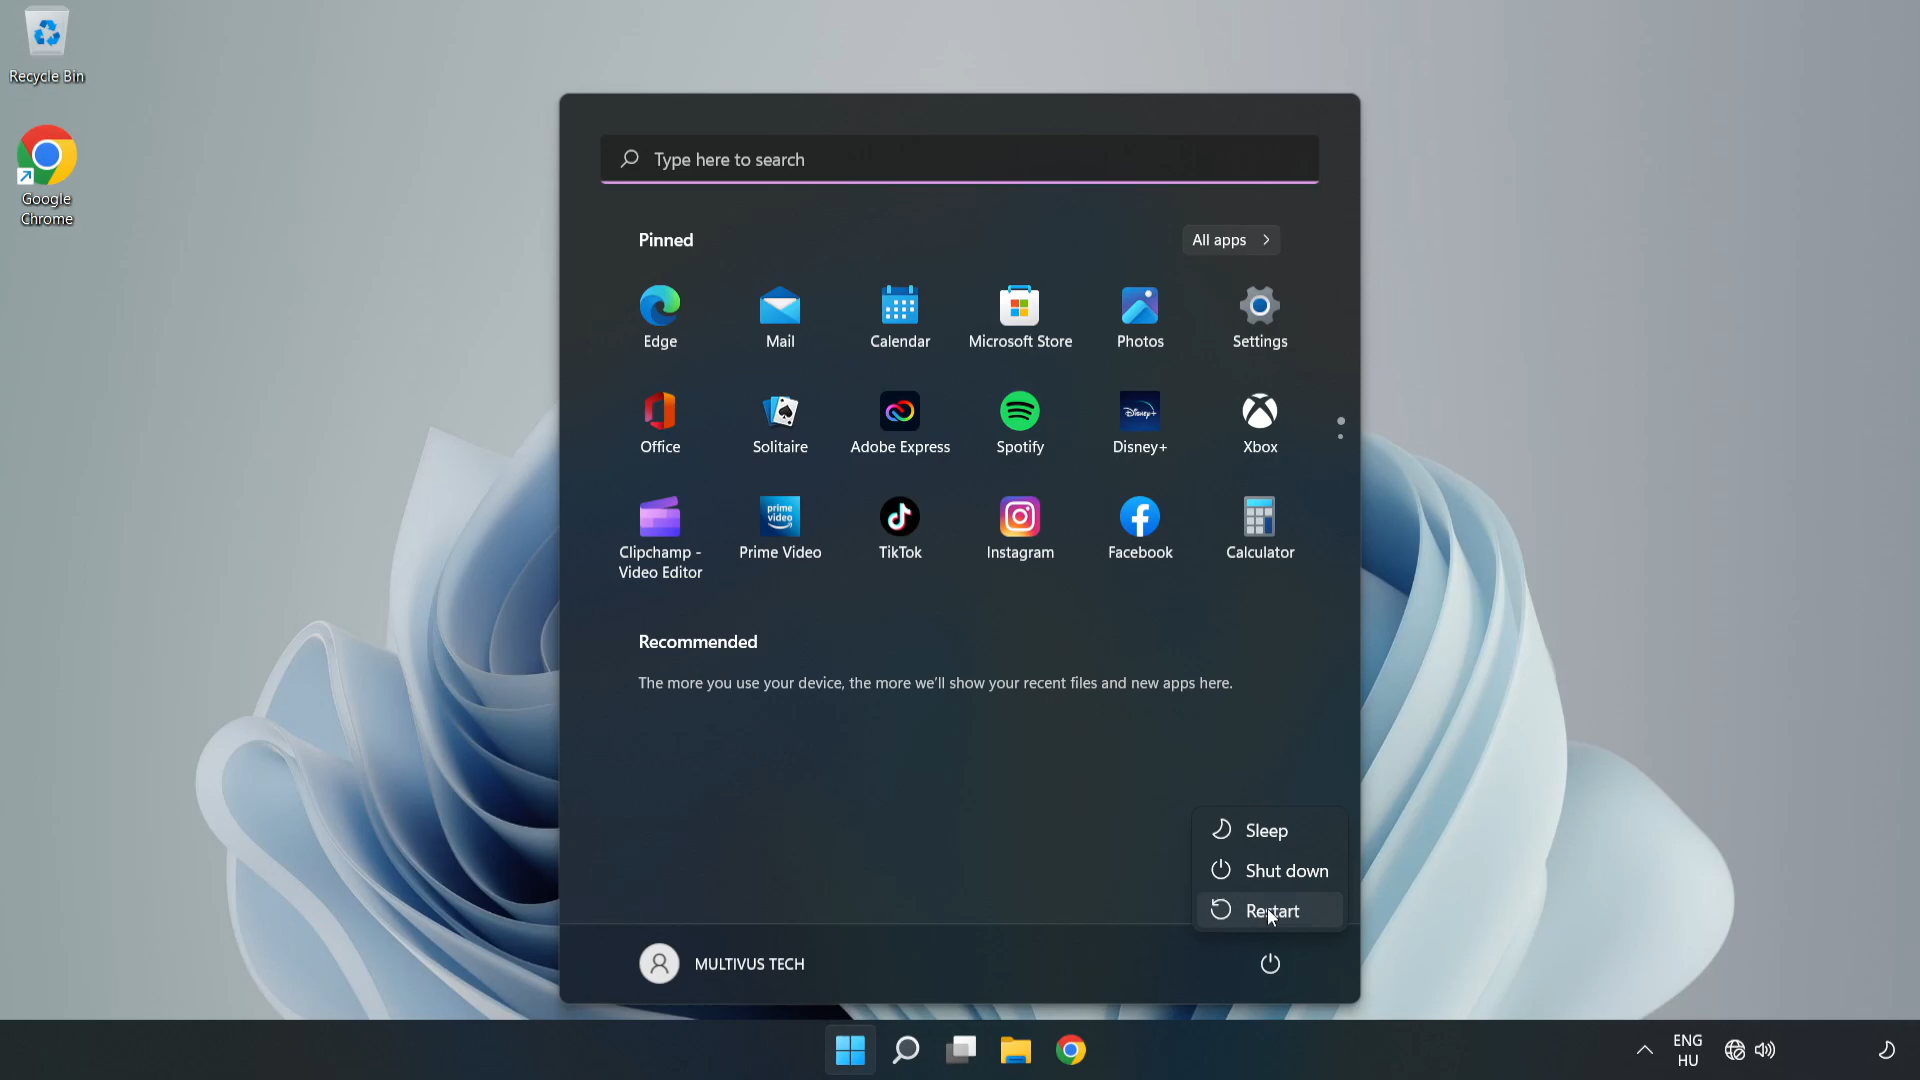 Recycle Bin
Google
Chrome
Type here to search
Pinned
All apps
Edge
Mail
Calendar
Microsoft Store
Photos
Settings
Office
Solitaire
Adobe Express
Disney+
Spotify
Disney+
Xbox
prime video
Clipchamp -
Video Editor
Prime Video
TikTok
Instagram
Facebook
Calculator
Recommended
The more you use your device, the more we'll show your recent files and new apps here.
Sleep
Shut down
Restart
MULTIVUS TECH
ENG
HU